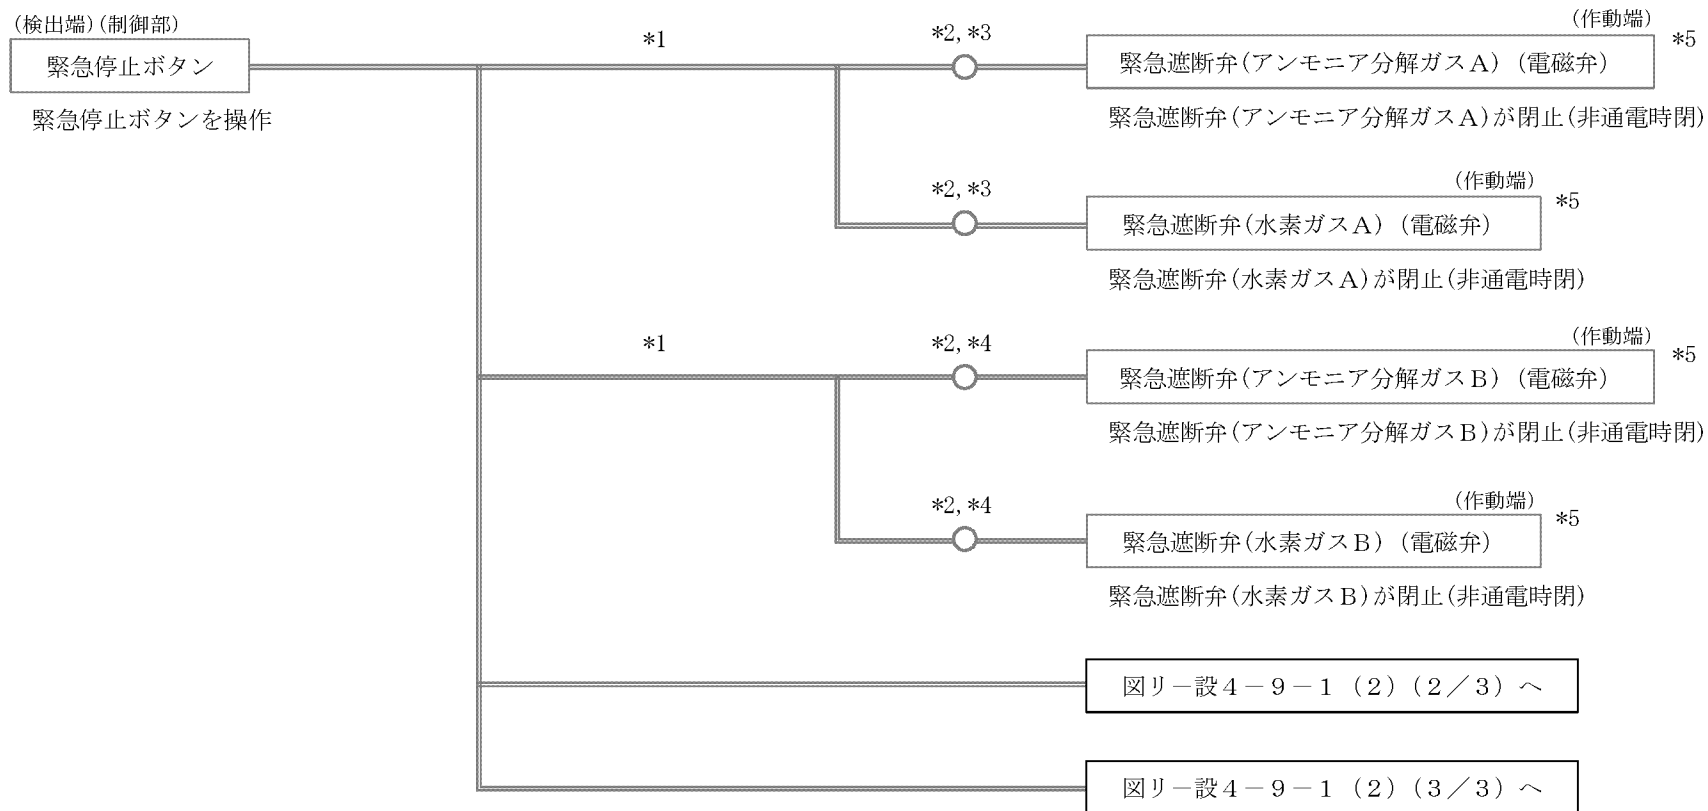 (検出端)(制御部)
緊急停止ボタン
緊急停止ボタンを操作
*1
*2, *3
(作動端)
*5
緊急遮断弁(アンモニア分解ガスA) (電磁弁)
緊急遮断弁(アンモニア分解ガスA)が閉止(非通電時閉)
*2, *3
(作動端)
*5
緊急遮断弁(水素ガスA) (電磁弁)
緊急遮断弁(水素ガスA)が閉止(非通電時閉)
*1
*2, *4
(作動端)
*5
緊急遮断弁(アンモニア分解ガスB) (電磁弁)
緊急遮断弁(アンモニア分解ガスB)が閉止(非通電時閉)
*2, *4
(作動端)
*5
緊急遮断弁(水素ガスB) (電磁弁)
緊急遮断弁(水素ガスB)が閉止(非通電時閉)
図リ-設4-9-1 (2) (2/3) へ
図リ-設4-9-1 (2) (3/3) へ